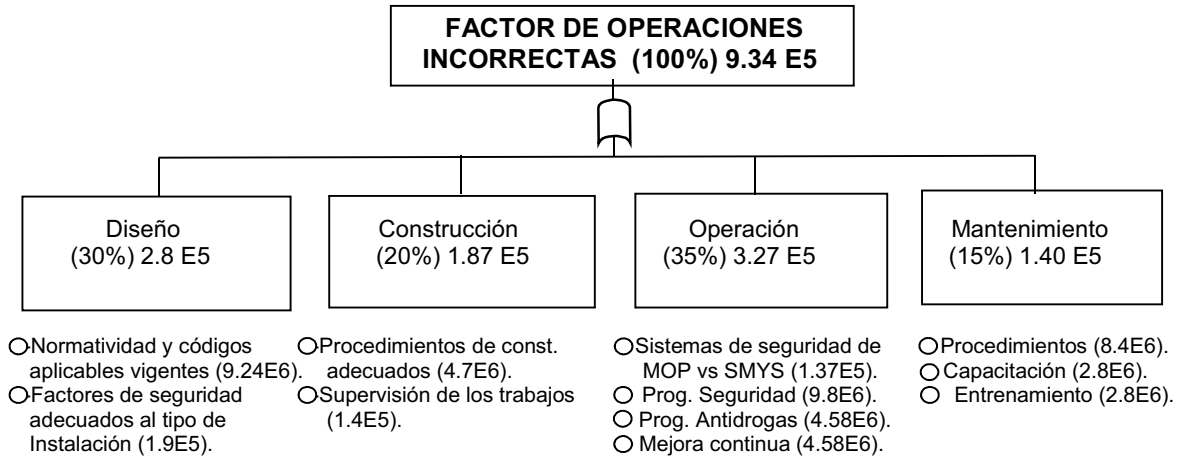 FACTOR DE OPERACIONES
INCORRECTAS (100%) 9.34 E5
Diseño
(30%) 2.8 E5
Construcción
(20%) 1.87 E5
Operación
(35%) 3.27 E5
Mantenimiento
(15%) 1.40 E5
Normatividad y códigos
aplicables vigentes (9.24E6).
Factores de seguridad
adecuados al tipo de
Instalación (1.9E5).
Procedimientos de const.
adecuados (4.7E6).
Supervisión de los trabajos
(1.4E5).
Sistemas de seguridad de
MOP vs SMYS (1.37E5).
Prog. Seguridad (9.8E6).
Prog. Antidrogas (4.58E6).
Mejora continua (4.58E6).
Procedimientos (8.4E6).
Capacitación (2.8E6).
Entrenamiento (2.8E6).